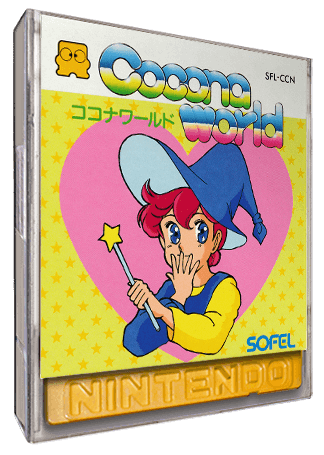 SFL-CCN
Cocona
ココナワールド
World
SOFEL
NINTENDO